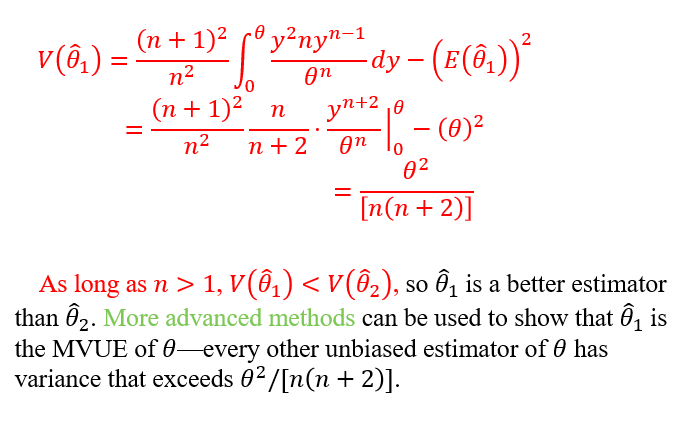 V(θ̂₁) = (n + 1)²/n² ∫₀^θ y²nyⁿ⁻¹/θⁿ dy − (E(θ̂₁))²
= (n + 1)²/n² n/(n + 2) · yⁿ⁺²/θⁿ |₀^θ − (θ)²
= θ²/[n(n + 2)]
As long as n > 1, V(θ̂₁) < V(θ̂₂), so θ̂₁ is a better estimator
than θ̂₂. More advanced methods can be used to show that θ̂₁ is
the MVUE of θ—every other unbiased estimator of θ has
variance that exceeds θ²/[n(n + 2)].